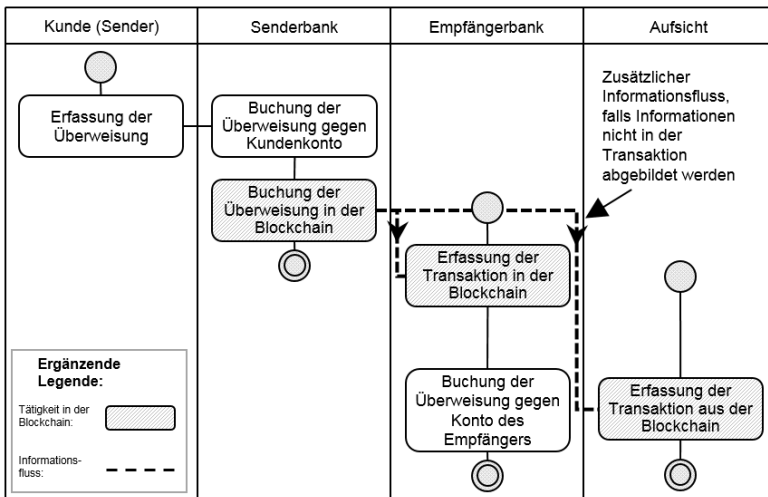 Kunde (Sender)
Senderbank
Empfängerbank
Aufsicht
Erfassung der
Überweisung
Buchung der
Überweisung gegen
Kundenkonto
Buchung der
Überweisung in der
Blockchain
Erfassung der
Transaktion in der
Blockchain
Buchung der
Überweisung gegen
Konto des
Empfängers
Zusätzlicher
Informationsfluss,
falls Informationen
nicht in der
Transaktion
abgebildet werden
Erfassung der
Transaktion aus der
Blockchain
Ergänzende
Legende:
Tätigkeit in der
Blockchain:
Informations-
fluss: